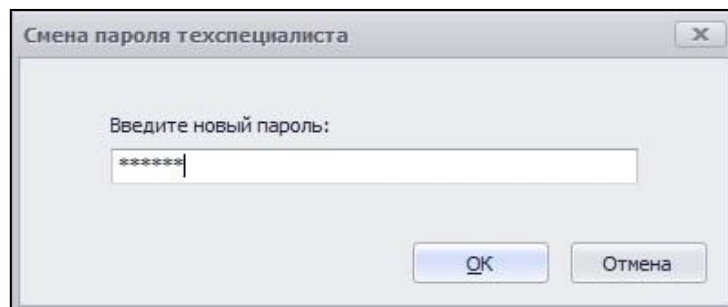 Смена пароля техспециалиста
Введите новый пароль:
******
OK
Отмена